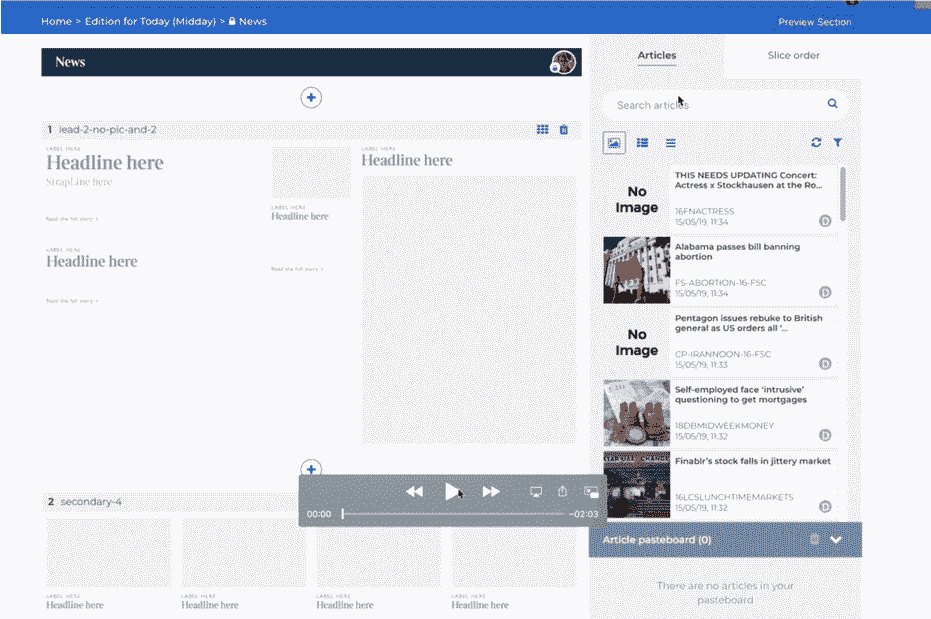 Home > Edition for Today (Midday) > News
Preview Section
News
1 lead-2-no-pic-and-2
LABEL HERE
Headline here
StrapLine here
Read the full story >
LABEL HERE
Headline here
Read the full story >
LABEL HERE
Headline here
Read the full story >
LABEL HERE
Headline here
2 secondary-4
LABEL HERE
Headline here
LABEL HERE
Headline here
LABEL HERE
Headline here
LABEL HERE
Headline here
00:00
-02:03
Articles
Slice order
Search articles
No
Image
THIS NEEDS UPDATING Concert:
Actress x Stockhausen at the Ro...
16FNACTRESS
15/05/19, 11:34
D
Alabama passes bill banning
abortion
FS-ABORTION-16-FSC
15/05/19, 11:34
D
No
Image
Pentagon issues rebuke to British
general as US orders all '...
CP-IRANNOON-16-FSC
15/05/19, 11:33
D
Self-employed face ‘intrusive’
questioning to get mortgages
18DBMIDWEEKMONEY
15/05/19, 11:32
D
Finablr’s stock falls in jittery market
16LCSLUNCHTIMEMARKETS
15/05/19, 11:32
D
Article pasteboard (0)
There are no articles in your
pasteboard